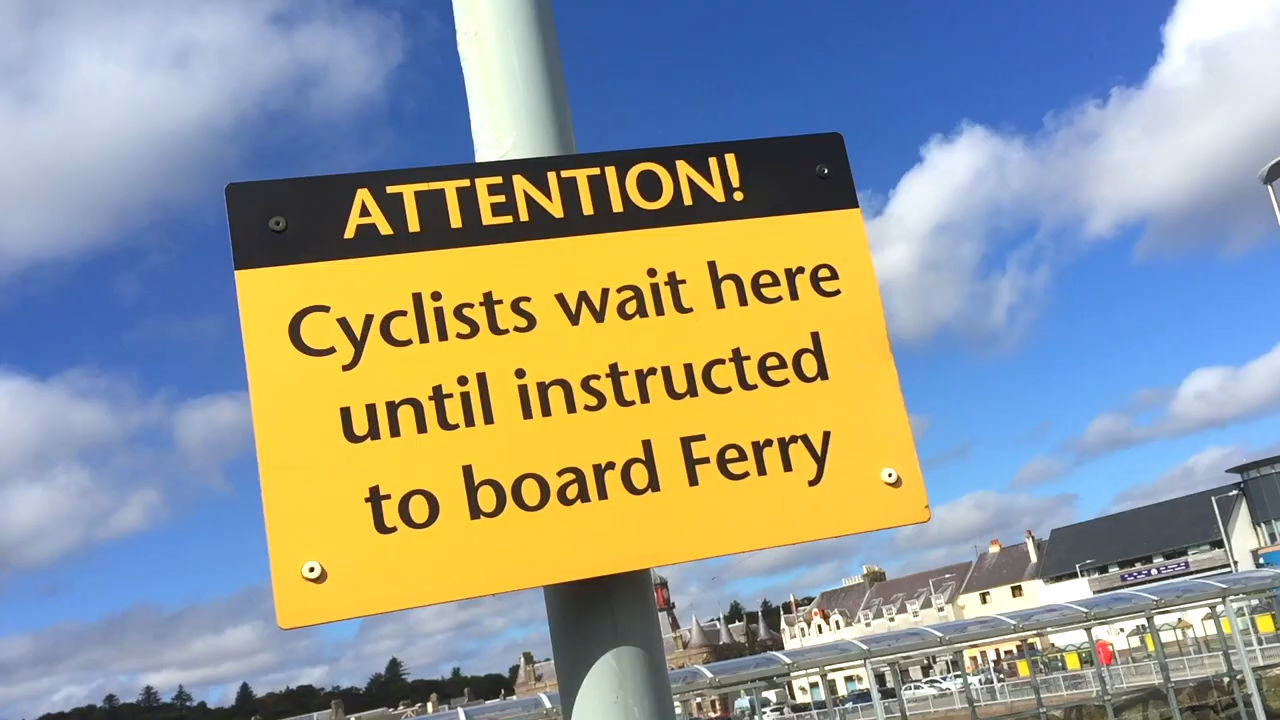 ATTENTION!
Cyclists wait here
until instructed
to board Ferry